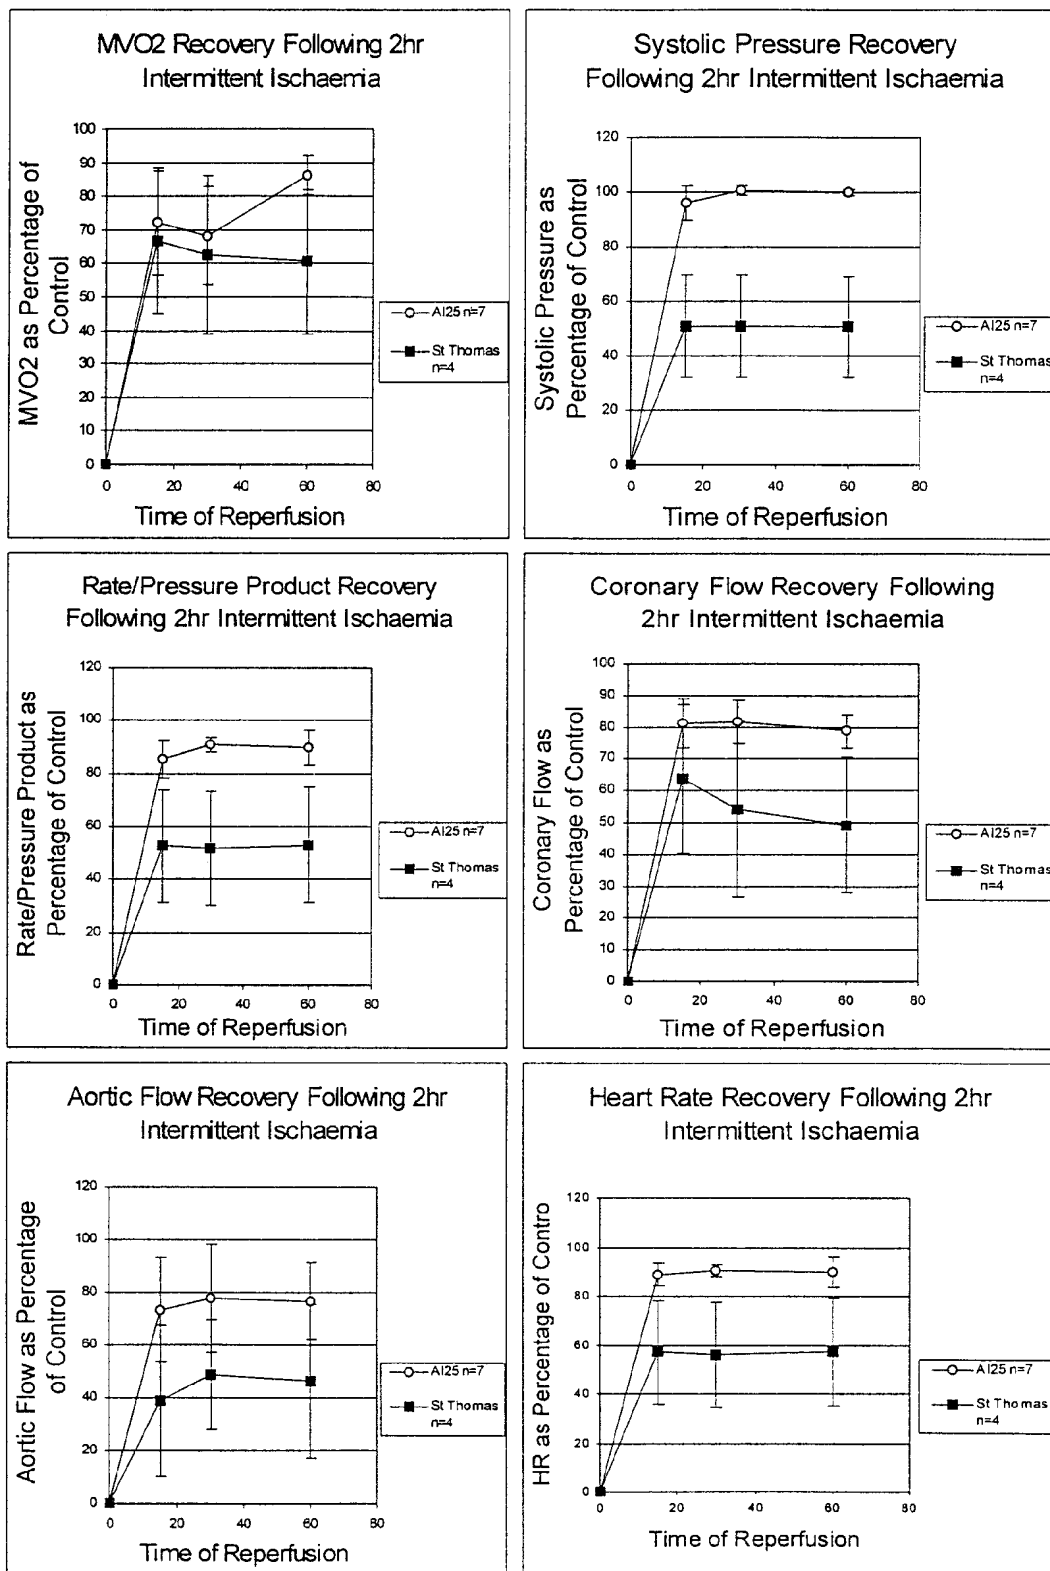 MVO2 Recovery Following 2hr
Intermittent Ischaemia
MVO2 as Percentage of
Control
100
90
80
70
60
50
40
30
20
10
0
0 20 40 60 80
Time of Reperfusion
AI25 n=7
St Thomas
n=4
Systolic Pressure Recovery
Following 2hr Intermittent Ischaemia
Systolic Pressure as
Percentage of Control
120
100
80
60
40
20
0
0 20 40 60 80
Time of Reperfusion
AI25 n=7
St Thomas
n=4
Rate/Pressure Product Recovery
Following 2hr Intermittent Ischaemia
Rate/Pressure Product as
Percentage of Control
120
100
80
60
40
20
0
0 20 40 60 80
Time of Reperfusion
AI25 n=7
St Thomas
n=4
Coronary Flow Recovery Following
2hr Intermittent Ischaemia
Coronary Flow as
Percentage of Control
100
90
80
70
60
50
40
30
20
10
0
0 20 40 60 80
Time of Reperfusion
AI25 n=7
St Thomas
n=4
Aortic Flow Recovery Following 2hr
Intermittent Ischaemia
Aortic Flow as Percentage
of Control
120
100
80
60
40
20
0
0 20 40 60 80
Time of Reperfusion
AI25 n=7
St Thomas
n=4
Heart Rate Recovery Following 2hr
Intermittent Ischaemia
HR as Percentage of Contro
120
100
80
60
40
20
0
0 20 40 60 80
Time of Reperfusion
AI25 n=7
St Thomas
n=4